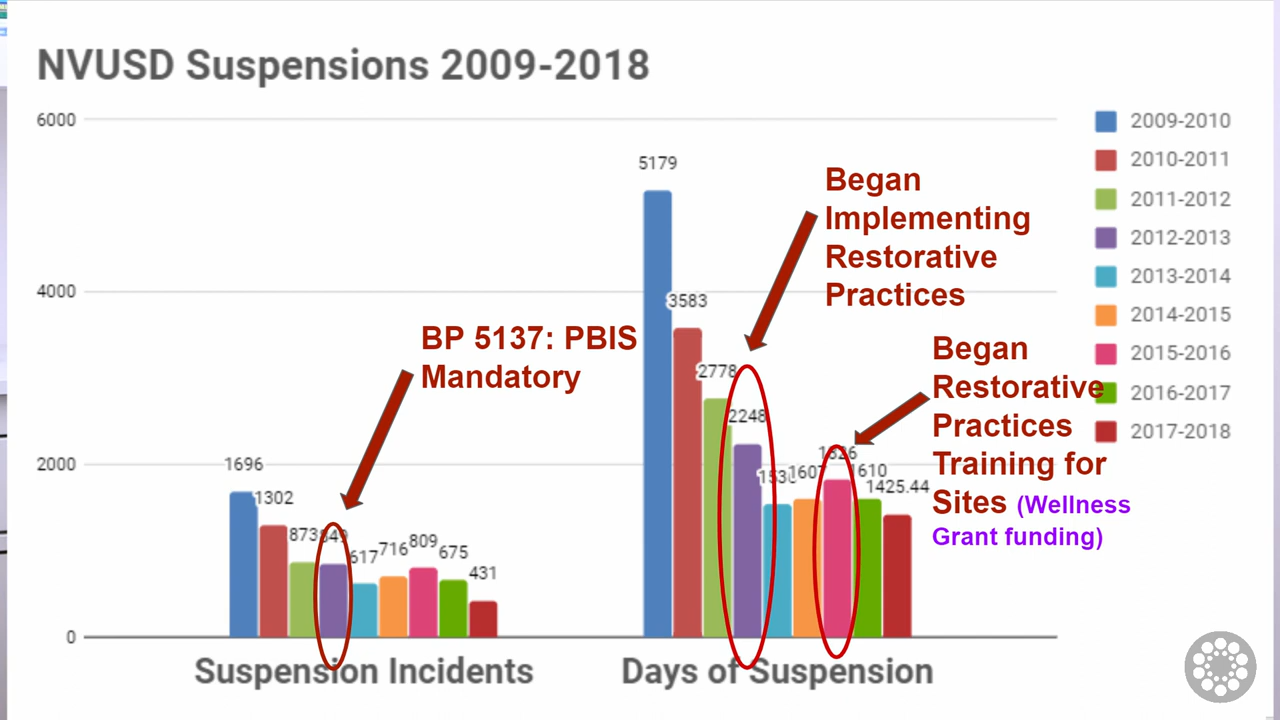 NVUSD Suspensions 2009-2018
6000
4000
2000
0
5179
3583
2778
2248
1607
1610
1425.44
1696
1302
873
617
716
809
675
431
Began
Implementing
Restorative
Practices
BP 5137: PBIS
Mandatory
Began
Restorative
Practices
Training for
Sites (Wellness
Grant funding)
2009-2010
2010-2011
2011-2012
2012-2013
2013-2014
2014-2015
2015-2016
2016-2017
2017-2018
Suspension Incidents
Days of Suspension